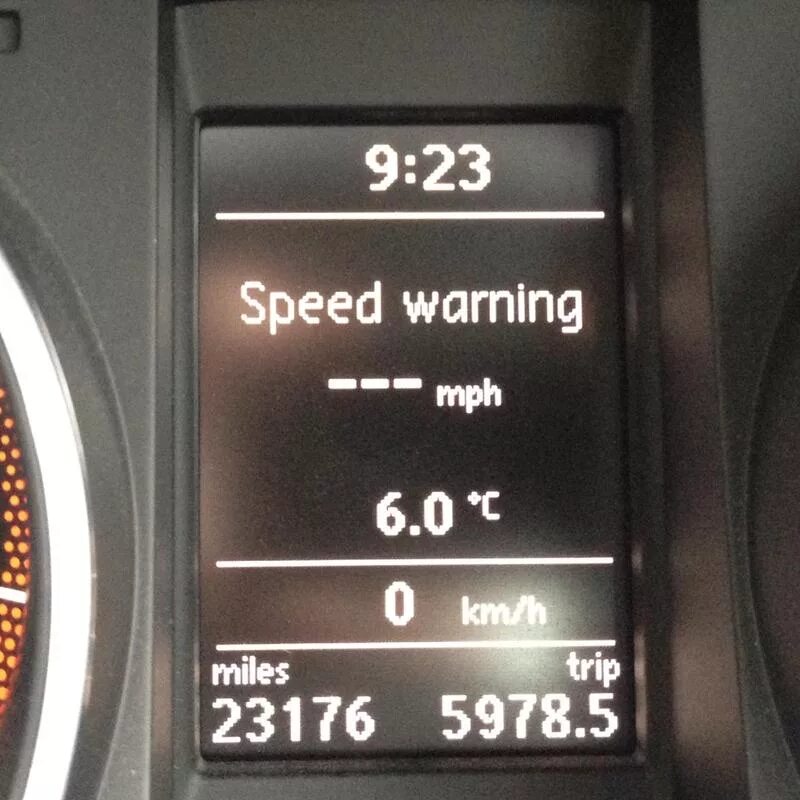 9:23
Speed warning
--- mph
6.0 °C
0 km/h
miles trip
23176 5978.5